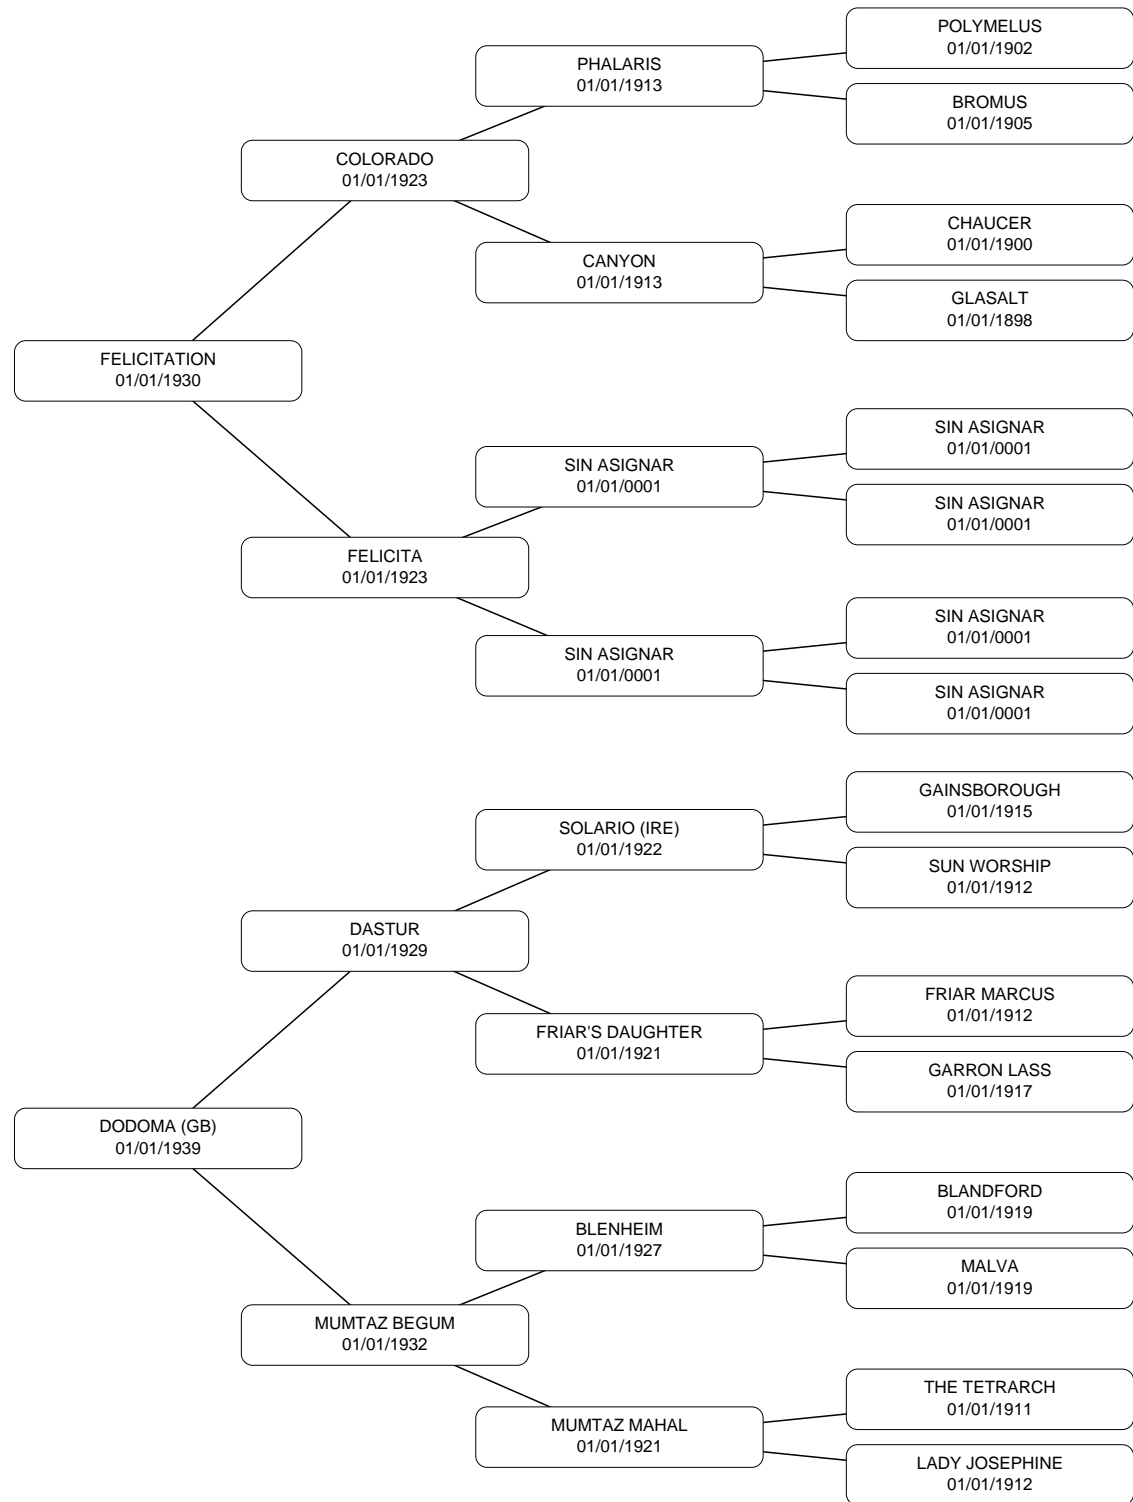 POLYMELUS
01/01/1902
PHALARIS
01/01/1913
BROMUS
01/01/1905
COLORADO
01/01/1923
CHAUCER
01/01/1900
CANYON
01/01/1913
GLASALT
01/01/1898
FELICITATION
01/01/1930
SIN ASIGNAR
01/01/0001
SIN ASIGNAR
01/01/0001
SIN ASIGNAR
01/01/0001
FELICITA
01/01/1923
SIN ASIGNAR
01/01/0001
SIN ASIGNAR
01/01/0001
SIN ASIGNAR
01/01/0001
GAINSBOROUGH
01/01/1915
SOLARIO (IRE)
01/01/1922
SUN WORSHIP
01/01/1912
DASTUR
01/01/1929
FRIAR MARCUS
01/01/1912
FRIAR'S DAUGHTER
01/01/1921
GARRON LASS
01/01/1917
DODOMA (GB)
01/01/1939
BLANDFORD
01/01/1919
BLENHEIM
01/01/1927
MALVA
01/01/1919
MUMTAZ BEGUM
01/01/1932
THE TETRARCH
01/01/1911
MUMTAZ MAHAL
01/01/1921
LADY JOSEPHINE
01/01/1912